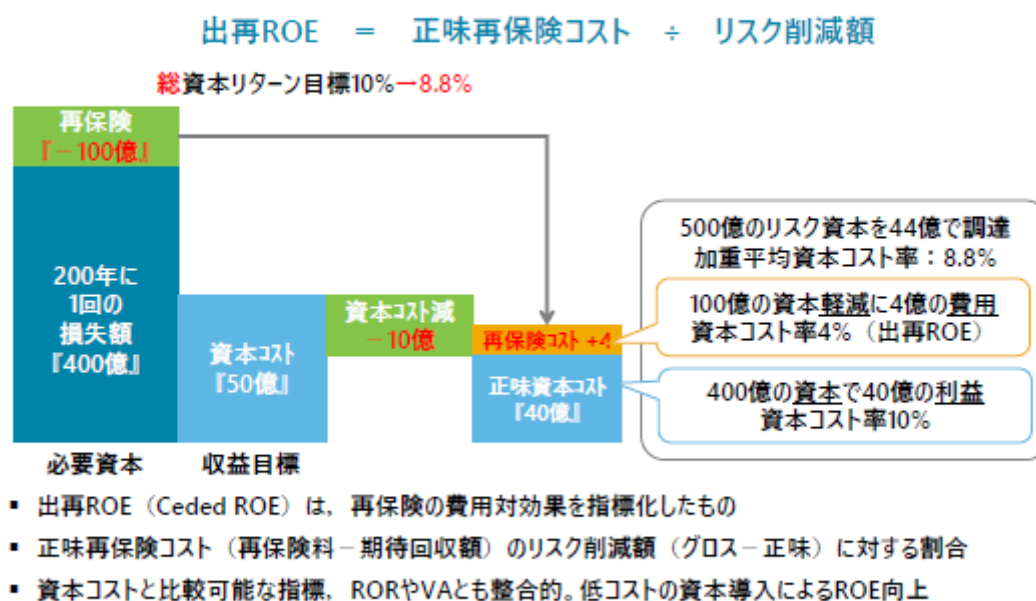 出再ROE = 正味再保険コスト ÷ リスク削減額
総資本リターン目標10%→8.8%
再保険
『－100億』
200年に
1回の
損失額
『400億』
資本コスト
『50億』
資本コスト減
－10億
再保険コスト +4
正味資本コスト
『40億』
500億のリスク資本を44億で調達
加重平均資本コスト率：8.8%
100億の資本軽減に4億の費用
資本コスト率4%（出再ROE）
400億の資本で40億の利益
資本コスト率10%
必要資本 収益目標
▪ 出再ROE（Ceded ROE）は，再保険の費用対効果を指標化したもの
▪ 正味再保険コスト（再保険料－期待回収額）のリスク削減額（グロス－正味）に対する割合
▪ 資本コストと比較可能な指標，RORやVAとも整合的。低コストの資本導入によるROE向上